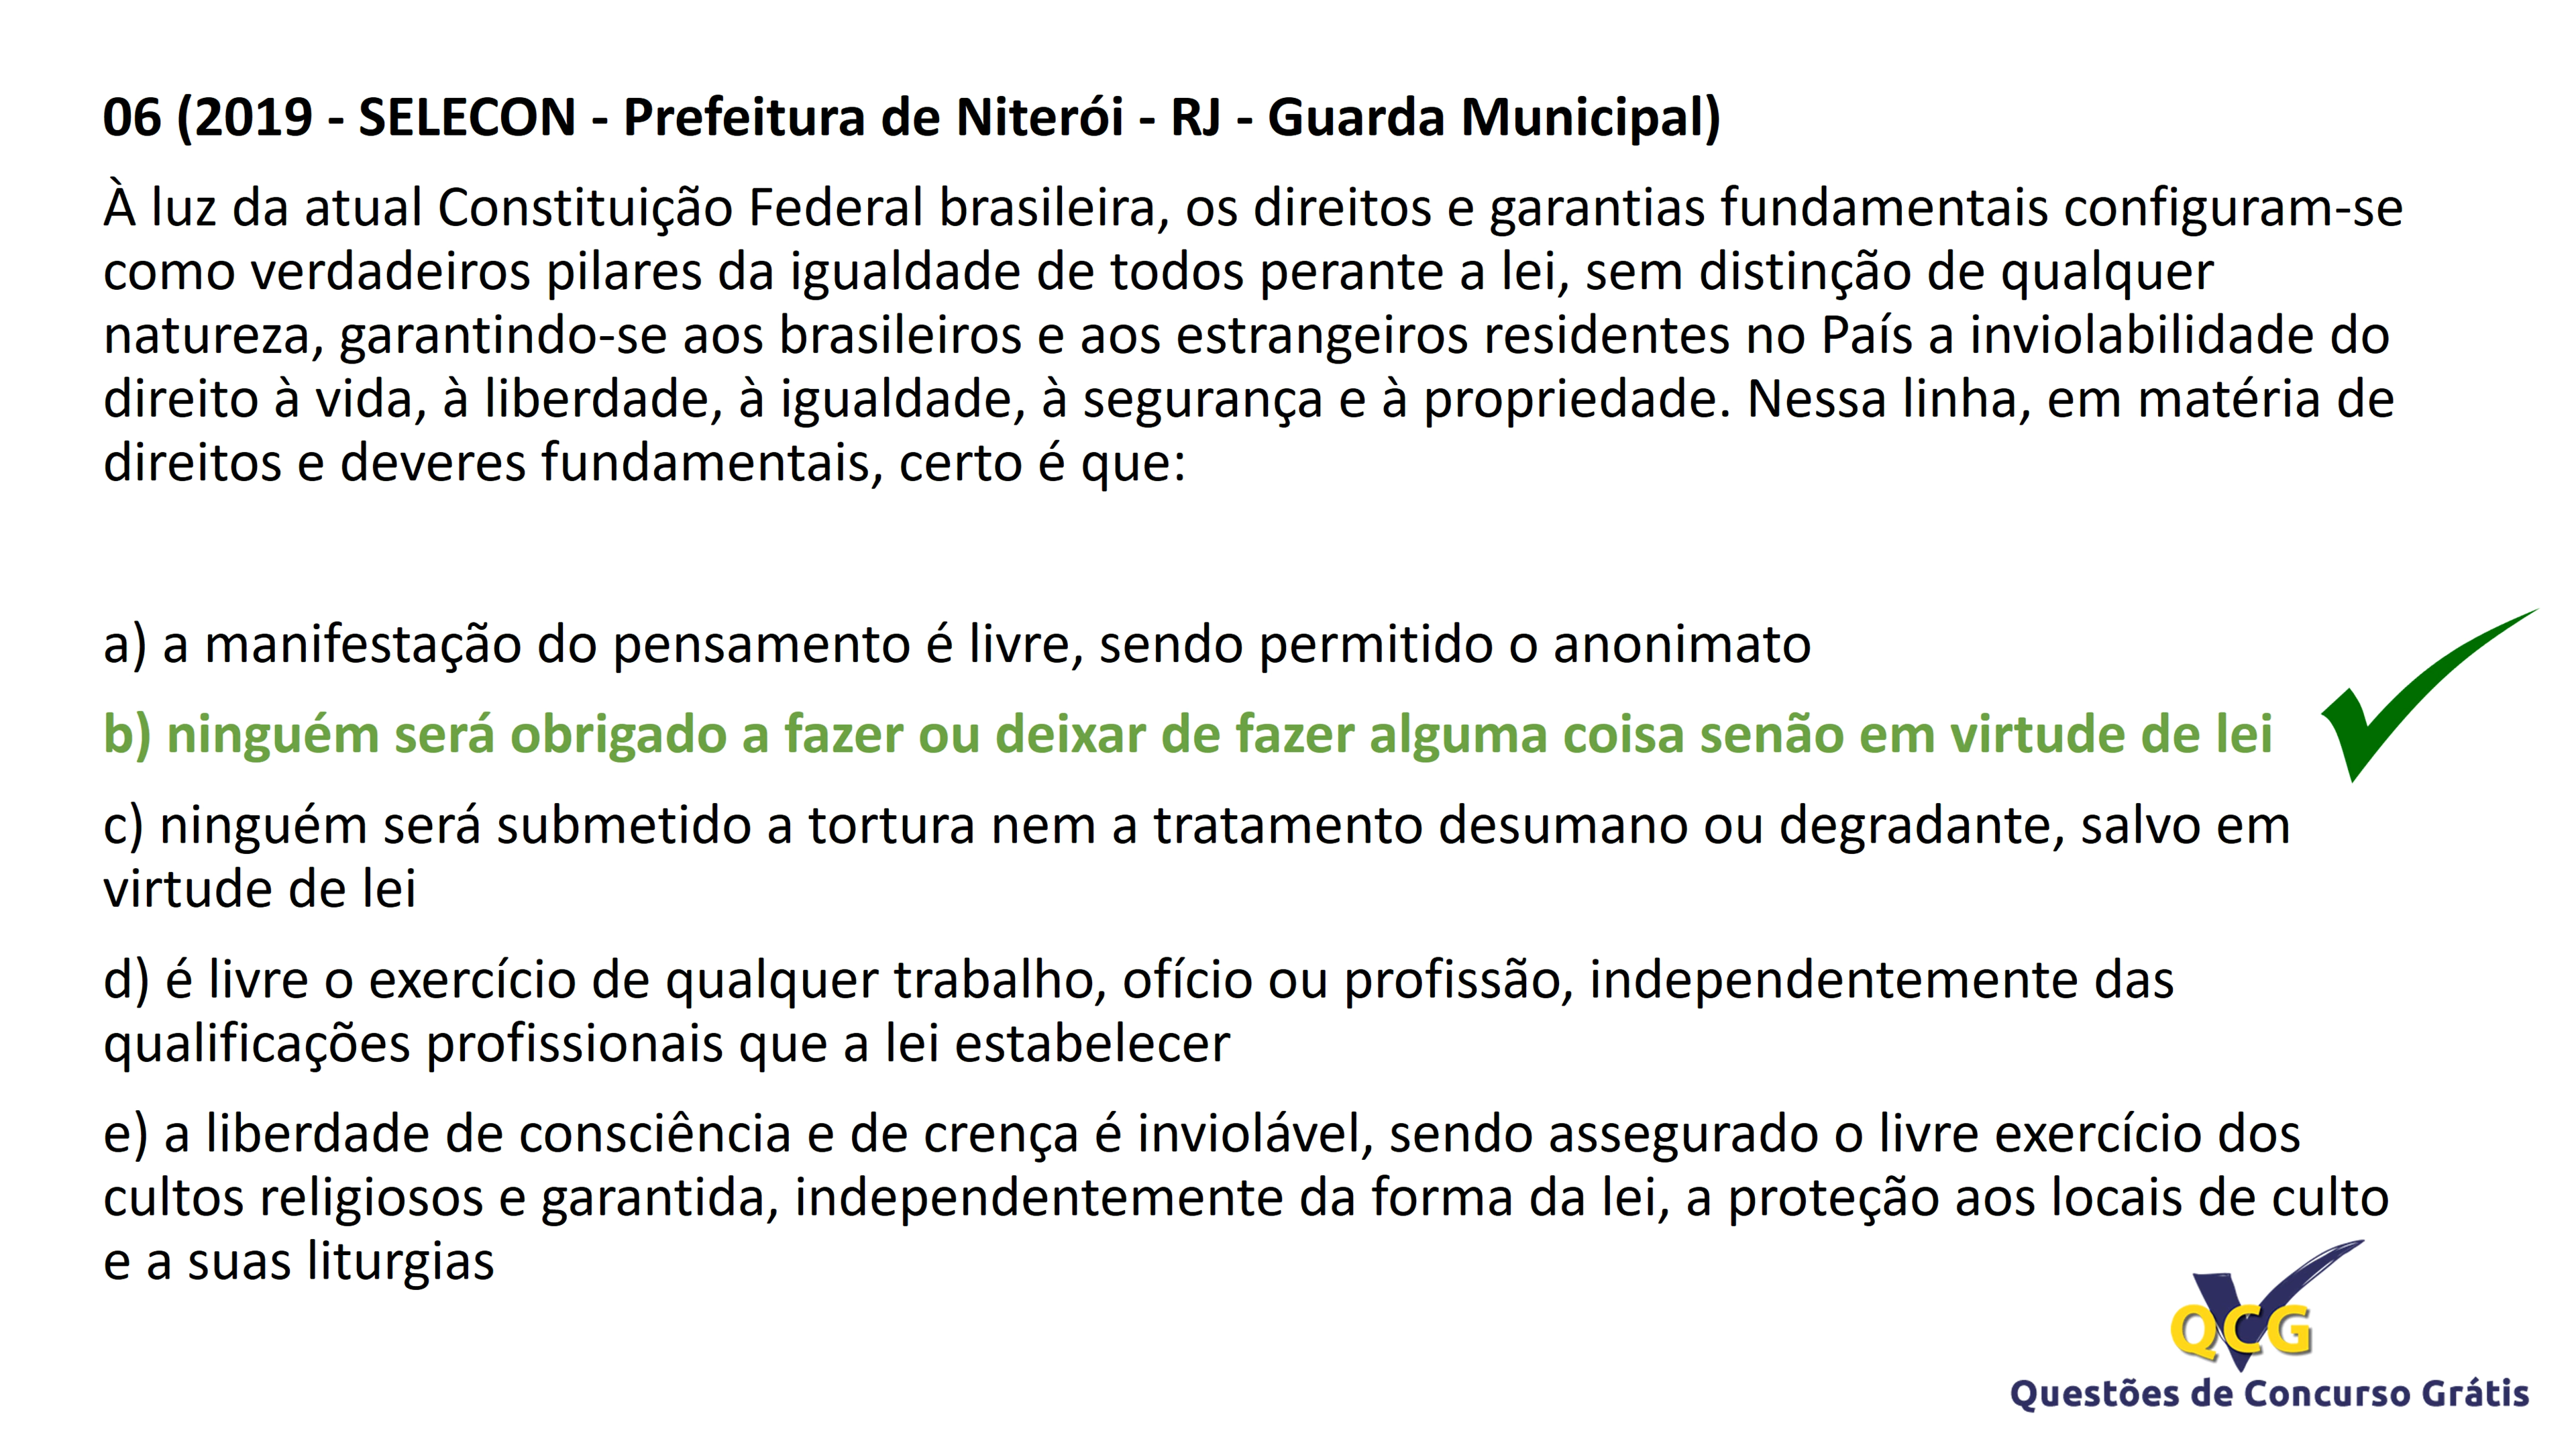 06 (2019 - SELECON - Prefeitura de Niterói - RJ - Guarda Municipal)
À luz da atual Constituição Federal brasileira, os direitos e garantias fundamentais configuram-se
como verdadeiros pilares da igualdade de todos perante a lei, sem distinção de qualquer
natureza, garantindo-se aos brasileiros e aos estrangeiros residentes no País a inviolabilidade do
direito à vida, à liberdade, à igualdade, à segurança e à propriedade. Nessa linha, em matéria de
direitos e deveres fundamentais, certo é que:
a) a manifestação do pensamento é livre, sendo permitido o anonimato
b) ninguém será obrigado a fazer ou deixar de fazer alguma coisa senão em virtude de lei
c) ninguém será submetido a tortura nem a tratamento desumano ou degradante, salvo em
virtude de lei
d) é livre o exercício de qualquer trabalho, ofício ou profissão, independentemente das
qualificações profissionais que a lei estabelecer
e) a liberdade de consciência e de crença é inviolável, sendo assegurado o livre exercício dos
cultos religiosos e garantida, independentemente da forma da lei, a proteção aos locais de culto
e a suas liturgias
QCG
Questões de Concurso Grátis